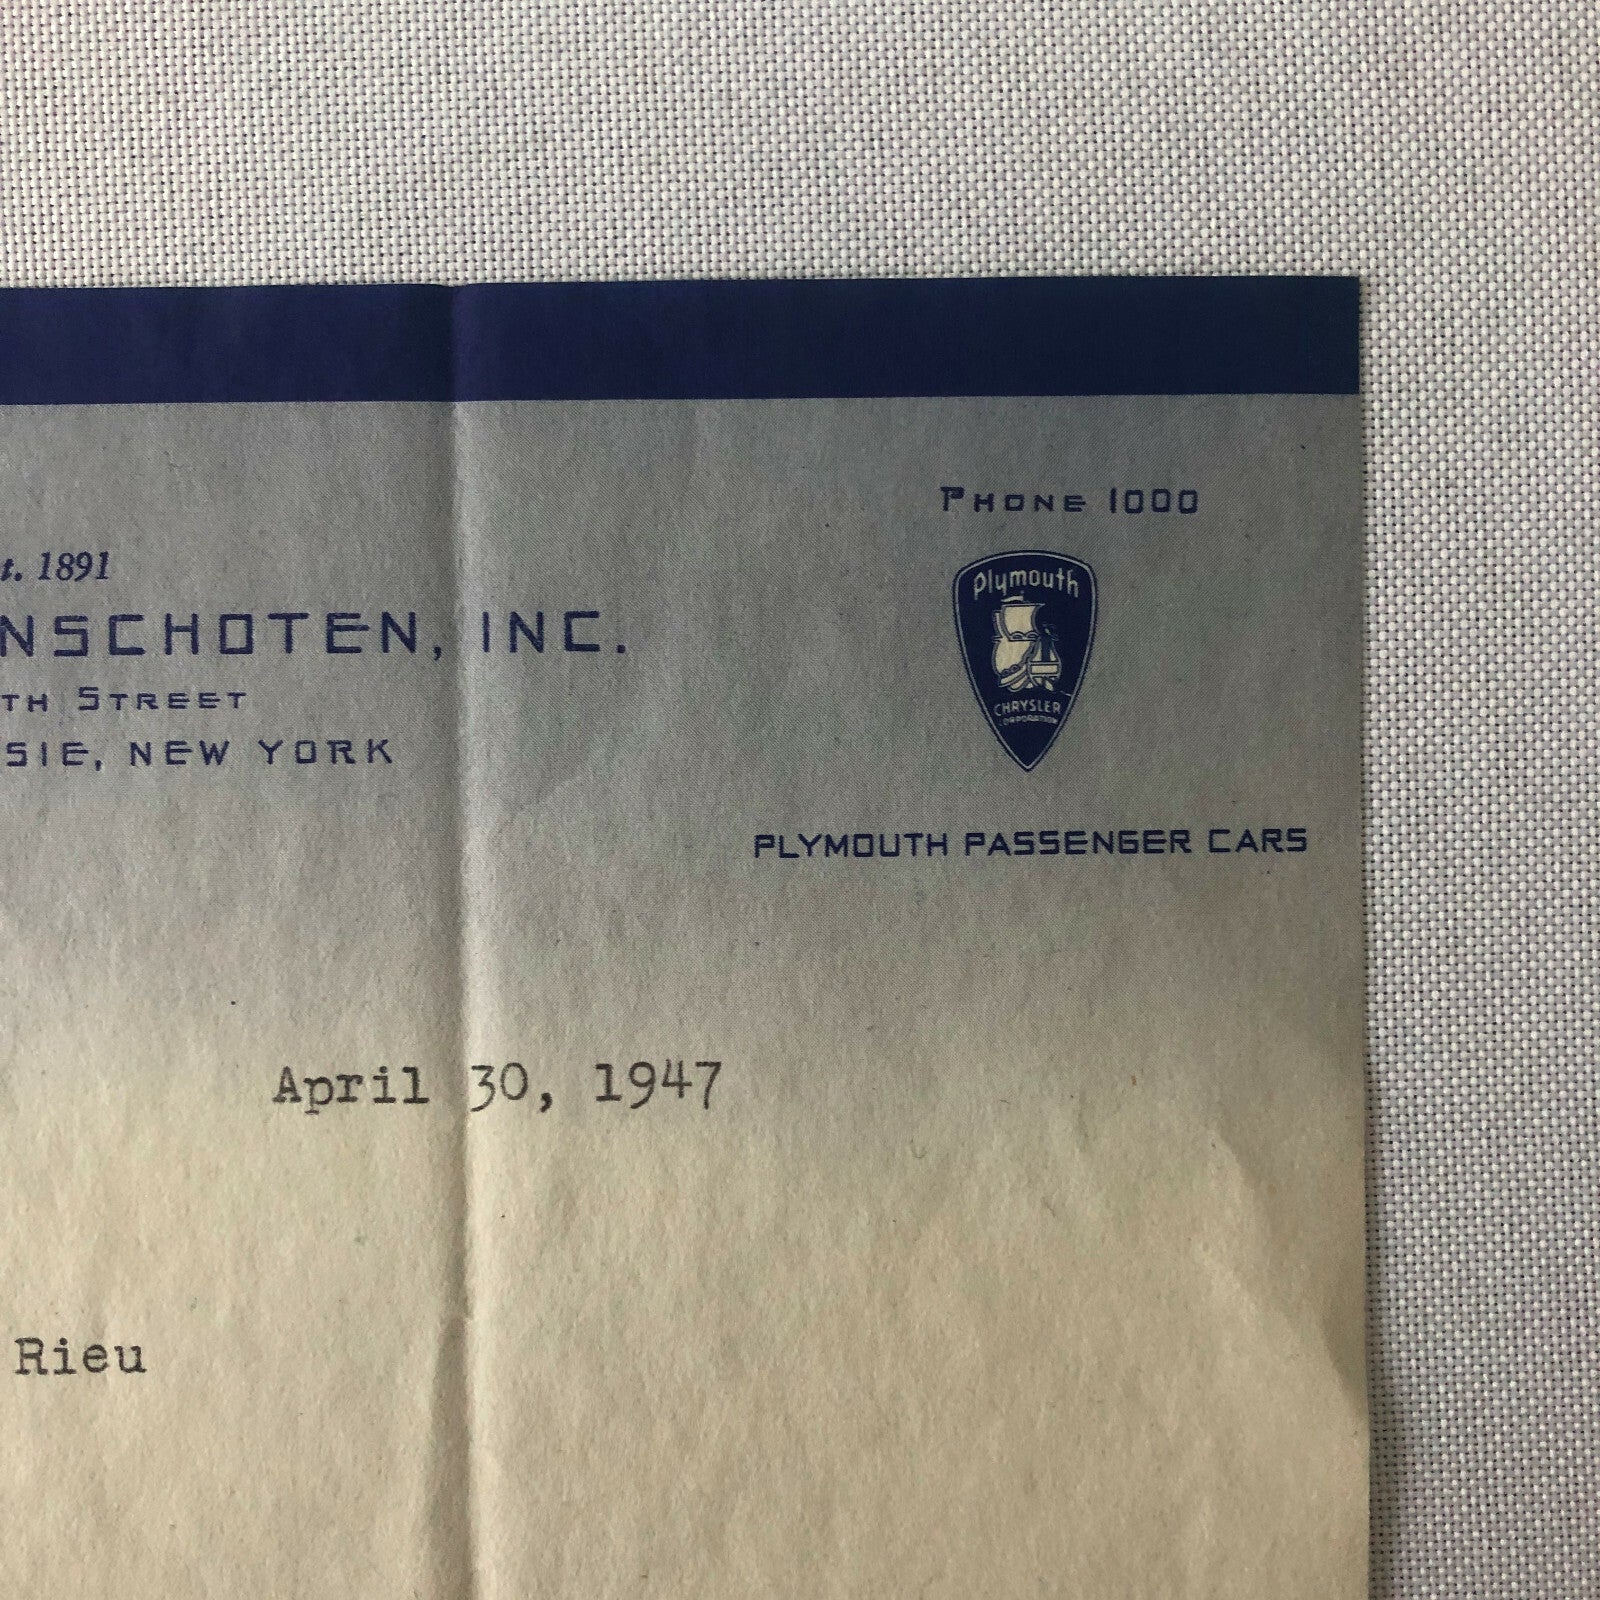 PHONE 1000
t. 1891
Plymouth
CHRYSLER
CORPORATION
NSCHOTEN, INC.
TH STREET
SIE, NEW YORK
PLYMOUTH PASSENGER CARS
April 30, 1947
Rieu